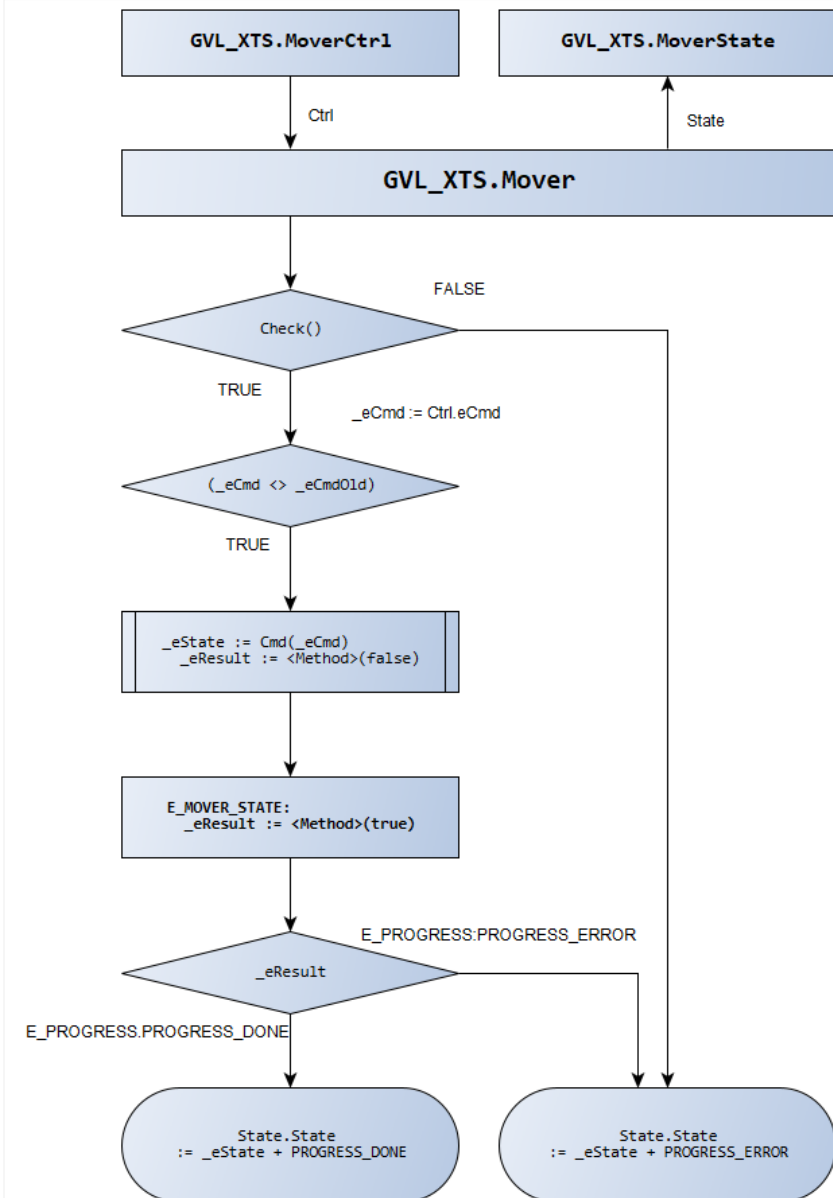 GVL_XTS.MoverCtrl
GVL_XTS.MoverState
Ctrl
State
GVL_XTS.Mover
FALSE
Check()
TRUE
_eCmd := Ctrl.eCmd
(_eCmd <> _eCmdOld)
TRUE
_eState := Cmd(_eCmd)
_eResult := <Method>(false)
E_MOVER_STATE:
_eResult := <Method>(true)
E_PROGRESS:PROGRESS_ERROR
_eResult
E_PROGRESS.PROGRESS_DONE
State.State
:= _eState + PROGRESS_DONE
State.State
:= _eState + PROGRESS_ERROR